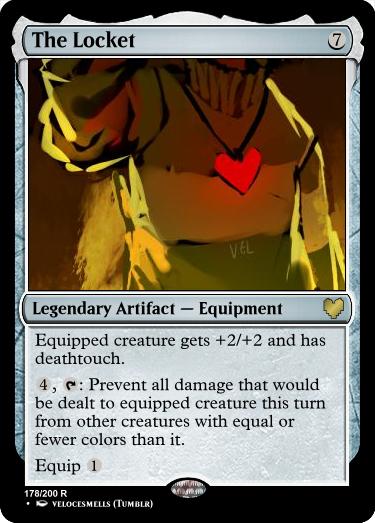 The Locket 7
V.EL
Legendary Artifact — Equipment
Equipped creature gets +2/+2 and has
deathtouch.
4, : Prevent all damage that would
be dealt to equipped creature this turn
from other creatures with equal or
fewer colors than it.
Equip 1
178/200 R
• VELOCESMELLS (TUMBLR)